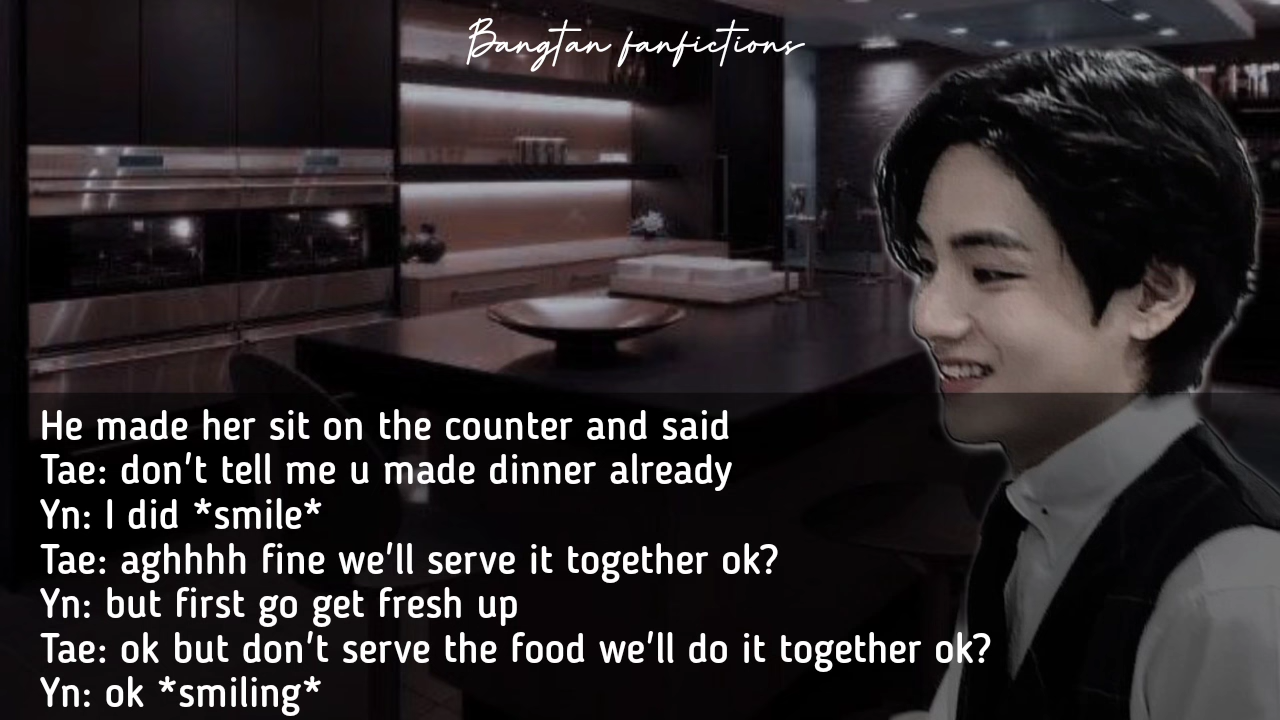 Bangtan fanfictions
He made her sit on the counter and said
Tae: don't tell me u made dinner already
Yn: I did *smile*
Tae: aghhhh fine we'll serve it together ok?
Yn: but first go get fresh up
Tae: ok but don't serve the food we'll do it together ok?
Yn: ok *smiling*